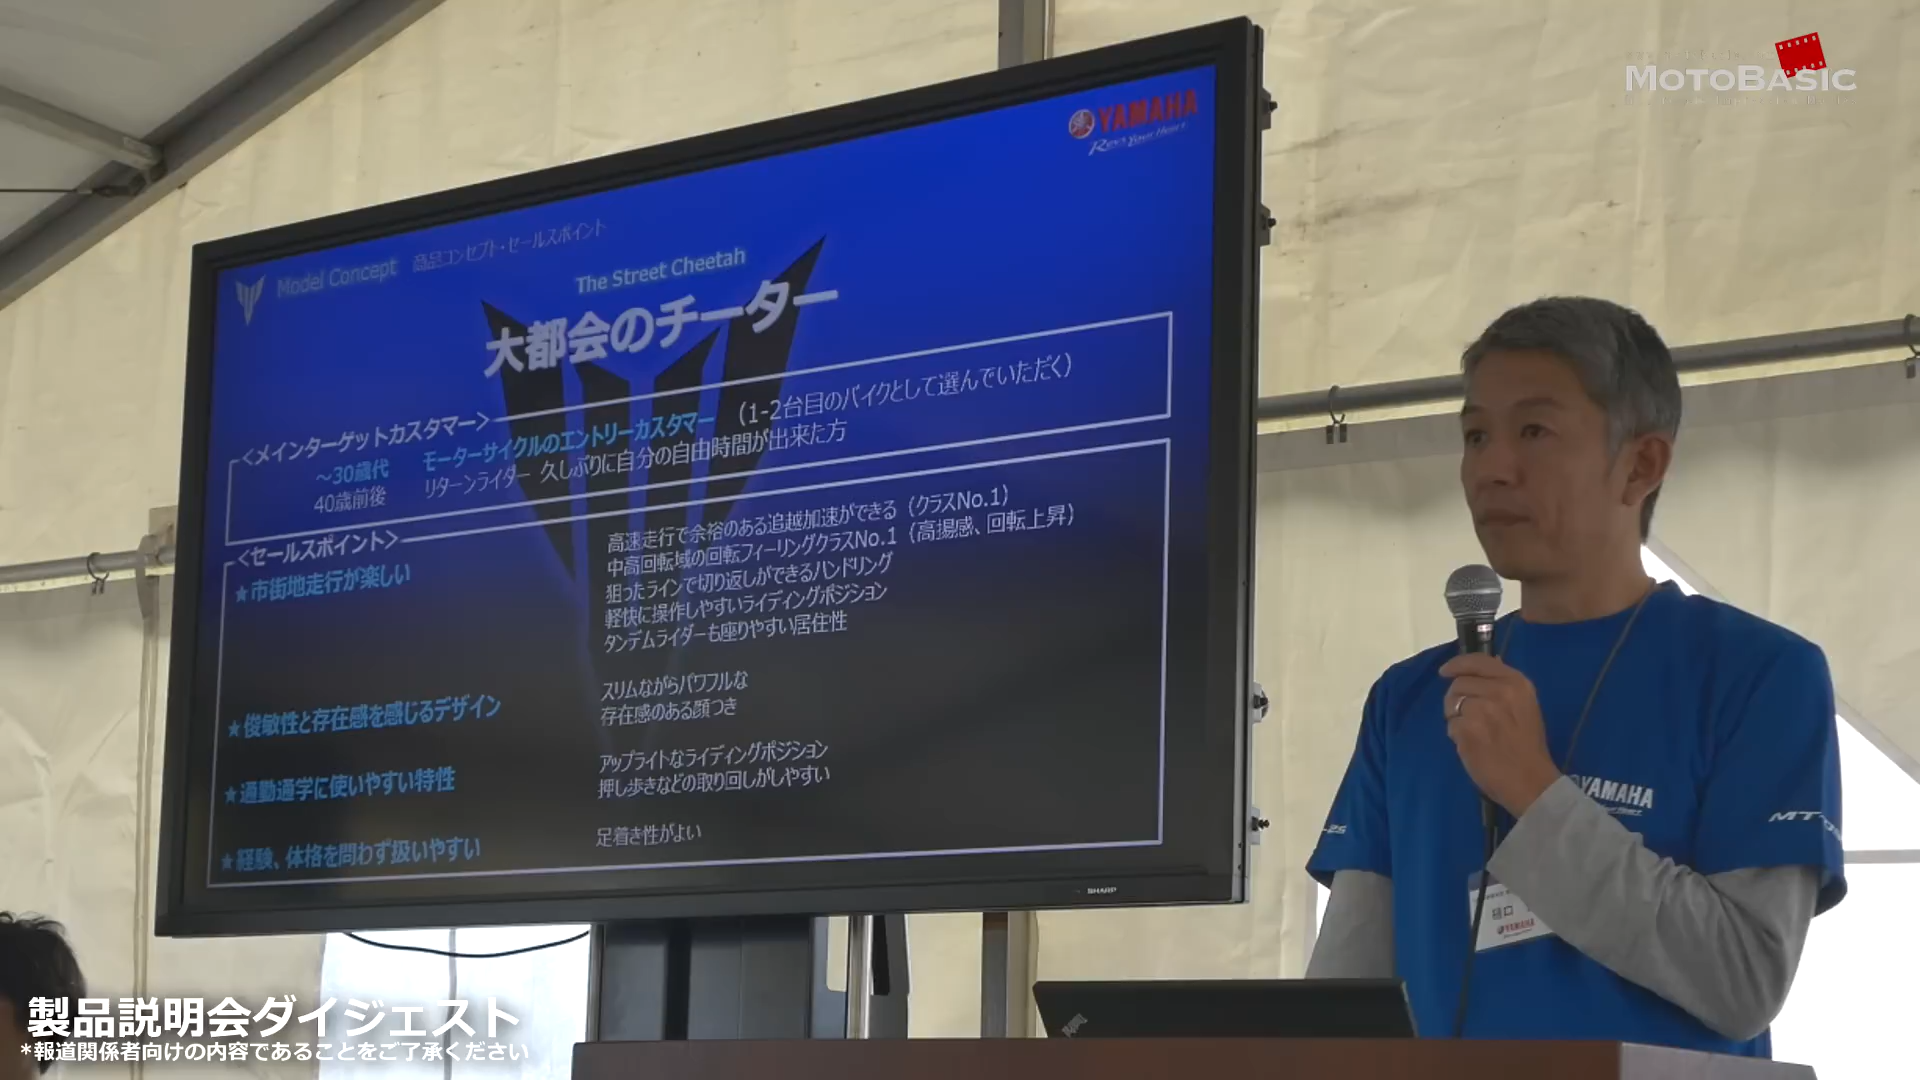 MOTOBASIC
YAMAHA
Revs Your Heart
Model Concept 商品コンセプト・セールスポイント
The Street Cheetah
大都会のチーター
<メインターゲットカスタマー>
～30歳代 モーターサイクルのエントリーカスタマー (1-2台目のバイクとして選んでいただく)
40歳前後 リターンライダー 久しぶりに自分の自由時間が出来た方
<セールスポイント>
★市街地走行が楽しい
高速走行で余裕のある追越加速ができる (クラスNo.1)
中高回転域の回転フィーリングクラスNo.1 (高揚感、回転上昇)
狙ったラインで切り返しができるハンドリング
軽快に操作しやすいライディングポジション
タンデムライダーも座りやすい居住性
★俊敏性と存在感を感じるデザイン
スリムながらパワフルな
存在感のある顔つき
★通勤通学に使いやすい特性
アップライトなライディングポジション
押し歩きなどの取り回しがしやすい
★経験、体格を問わず扱いやすい
足着き性がよい
SHARP
YAMAHA
-25
MT
樋口
YAMAHA
製品説明会ダイジェスト
*報道関係者向けの内容であることをご了承ください